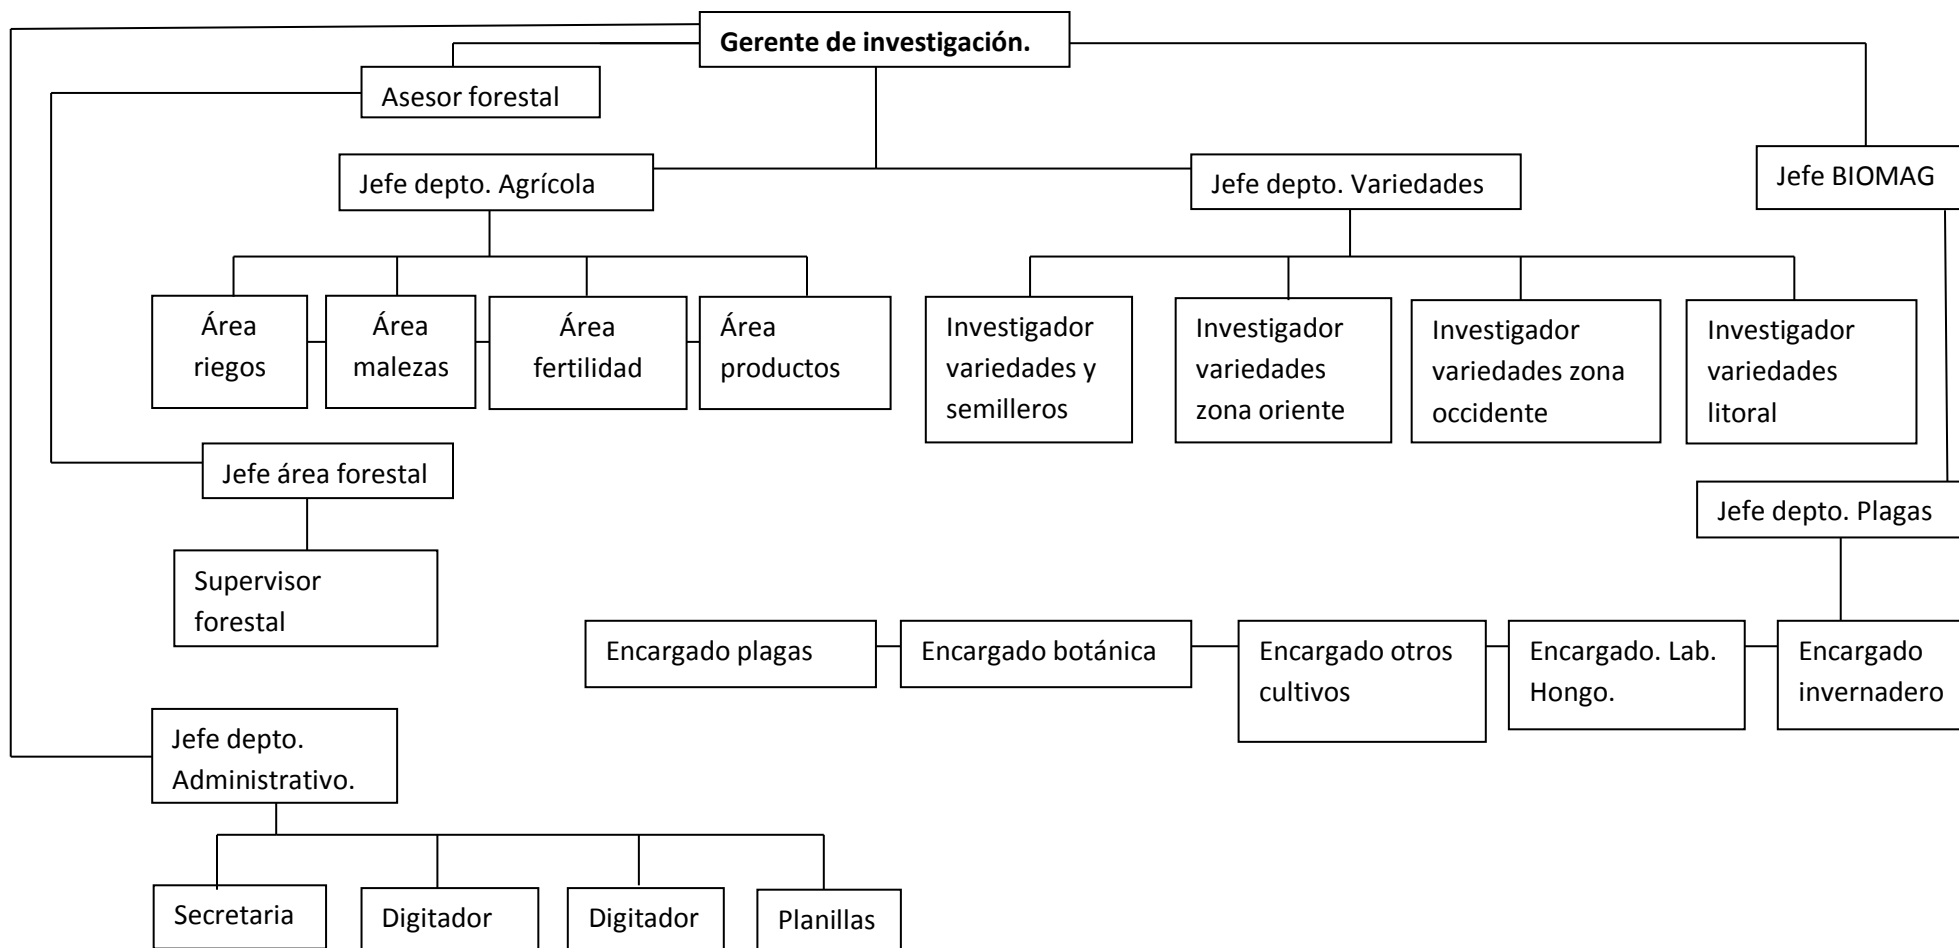 Gerente de investigación.
Asesor forestal
Jefe depto. Agrícola
Jefe depto. Variedades
Jefe BIOMAG
Área
riegos
Área
malezas
Área
fertilidad
Área
productos
Investigador
variedades y
semilleros
Investigador
variedades
zona oriente
Investigador
variedades zona
occidente
Investigador
variedades
litoral
Jefe área forestal
Jefe depto. Plagas
Supervisor
forestal
Encargado plagas
Encargado botánica
Encargado otros
cultivos
Encargado. Lab.
Hongo.
Encargado
invernadero
Jefe depto.
Administrativo.
Secretaria
Digitador
Digitador
Planillas